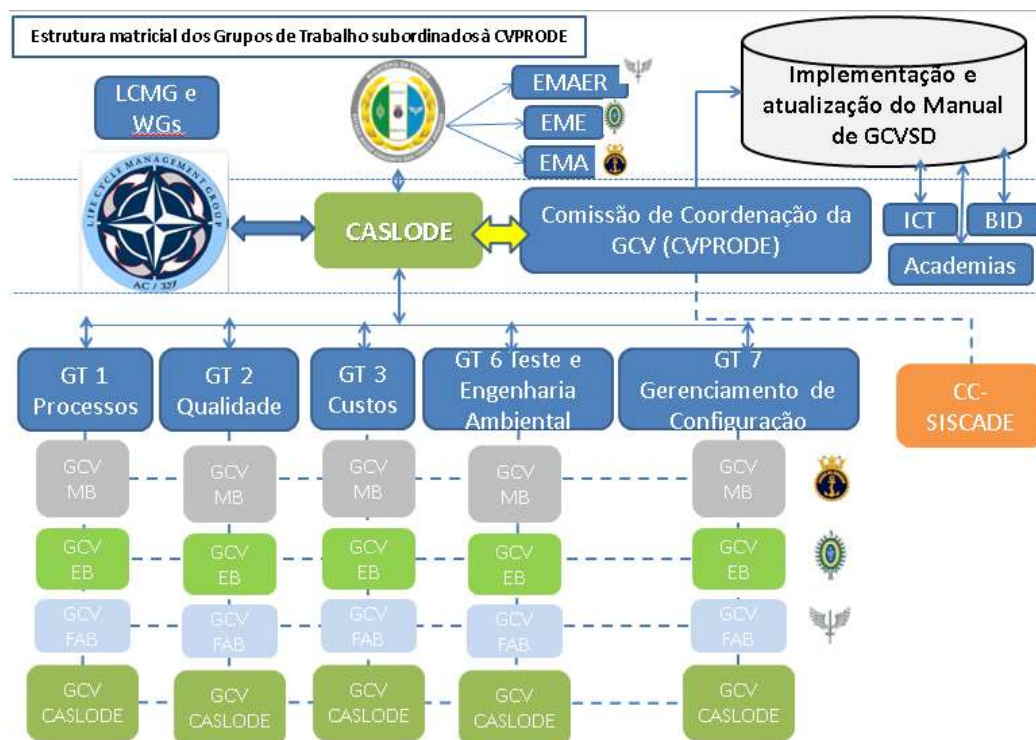 Estrutura matricial dos Grupos de Trabalho subordinados à CVPRODE
LCMG e
WGs
EMAER
EME
EMA
Implementação e
atualização do Manual
de GCVSD
LIFE CYCLE MANAGEMENT GROUP
AC / 327
CASLODE
Comissão de Coordenação da
GCV (CVPRODE)
ICT
BID
Academias
GT 1
Processos
GT 2
Qualidade
GT 3
Custos
GT 6 Teste e
Engenharia
Ambiental
GT 7
Gerenciamento de
Configuração
CC-
SISCADE
GCV
MB
GCV
MB
GCV
MB
GCV
MB
GCV
MB
GCV
EB
GCV
EB
GCV
EB
GCV
EB
GCV
EB
GCV
FAB
GCV
FAB
GCV
FAB
GCV
FAB
GCV
FAB
GCV
CASLODE
GCV
CASLODE
GCV
CASLODE
GCV
CASLODE
GCV
CASLODE